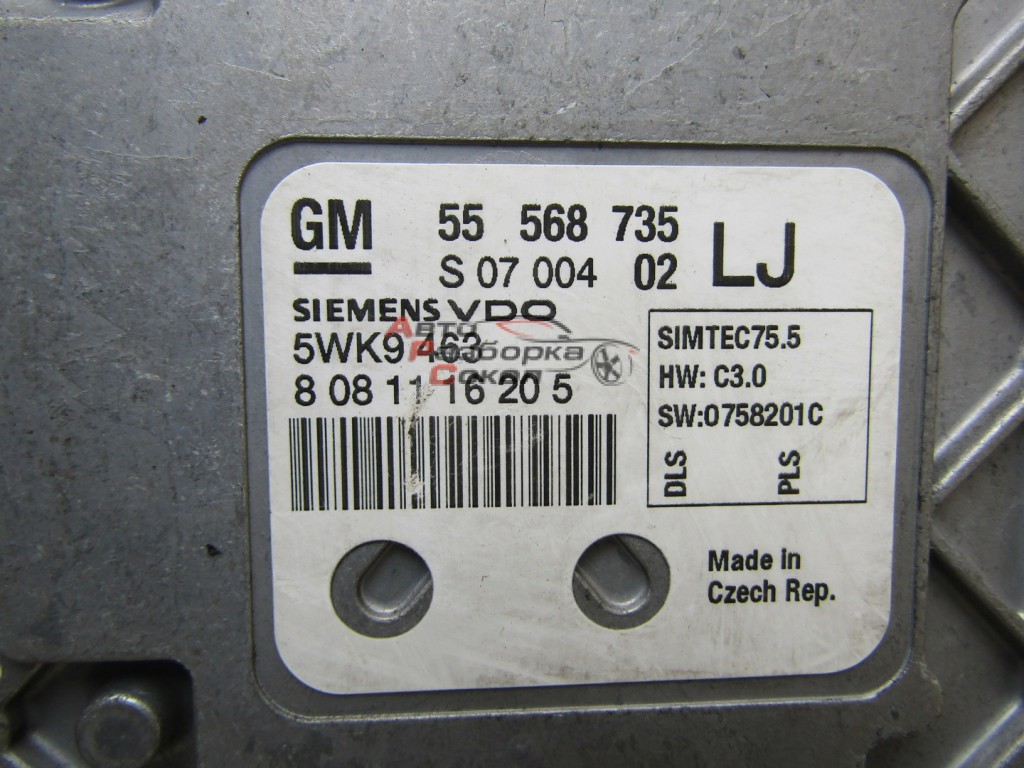 GM 55 568 735 LJ
S 07 004 02
SIEMENS VDO
5WK9 463
8 08 11 16 20 5
SIMTEC75.5
HW: C3.0
SW:0758201C
DLS PLS
Made in
Czech Rep.
Авто
Разборка
Сокол